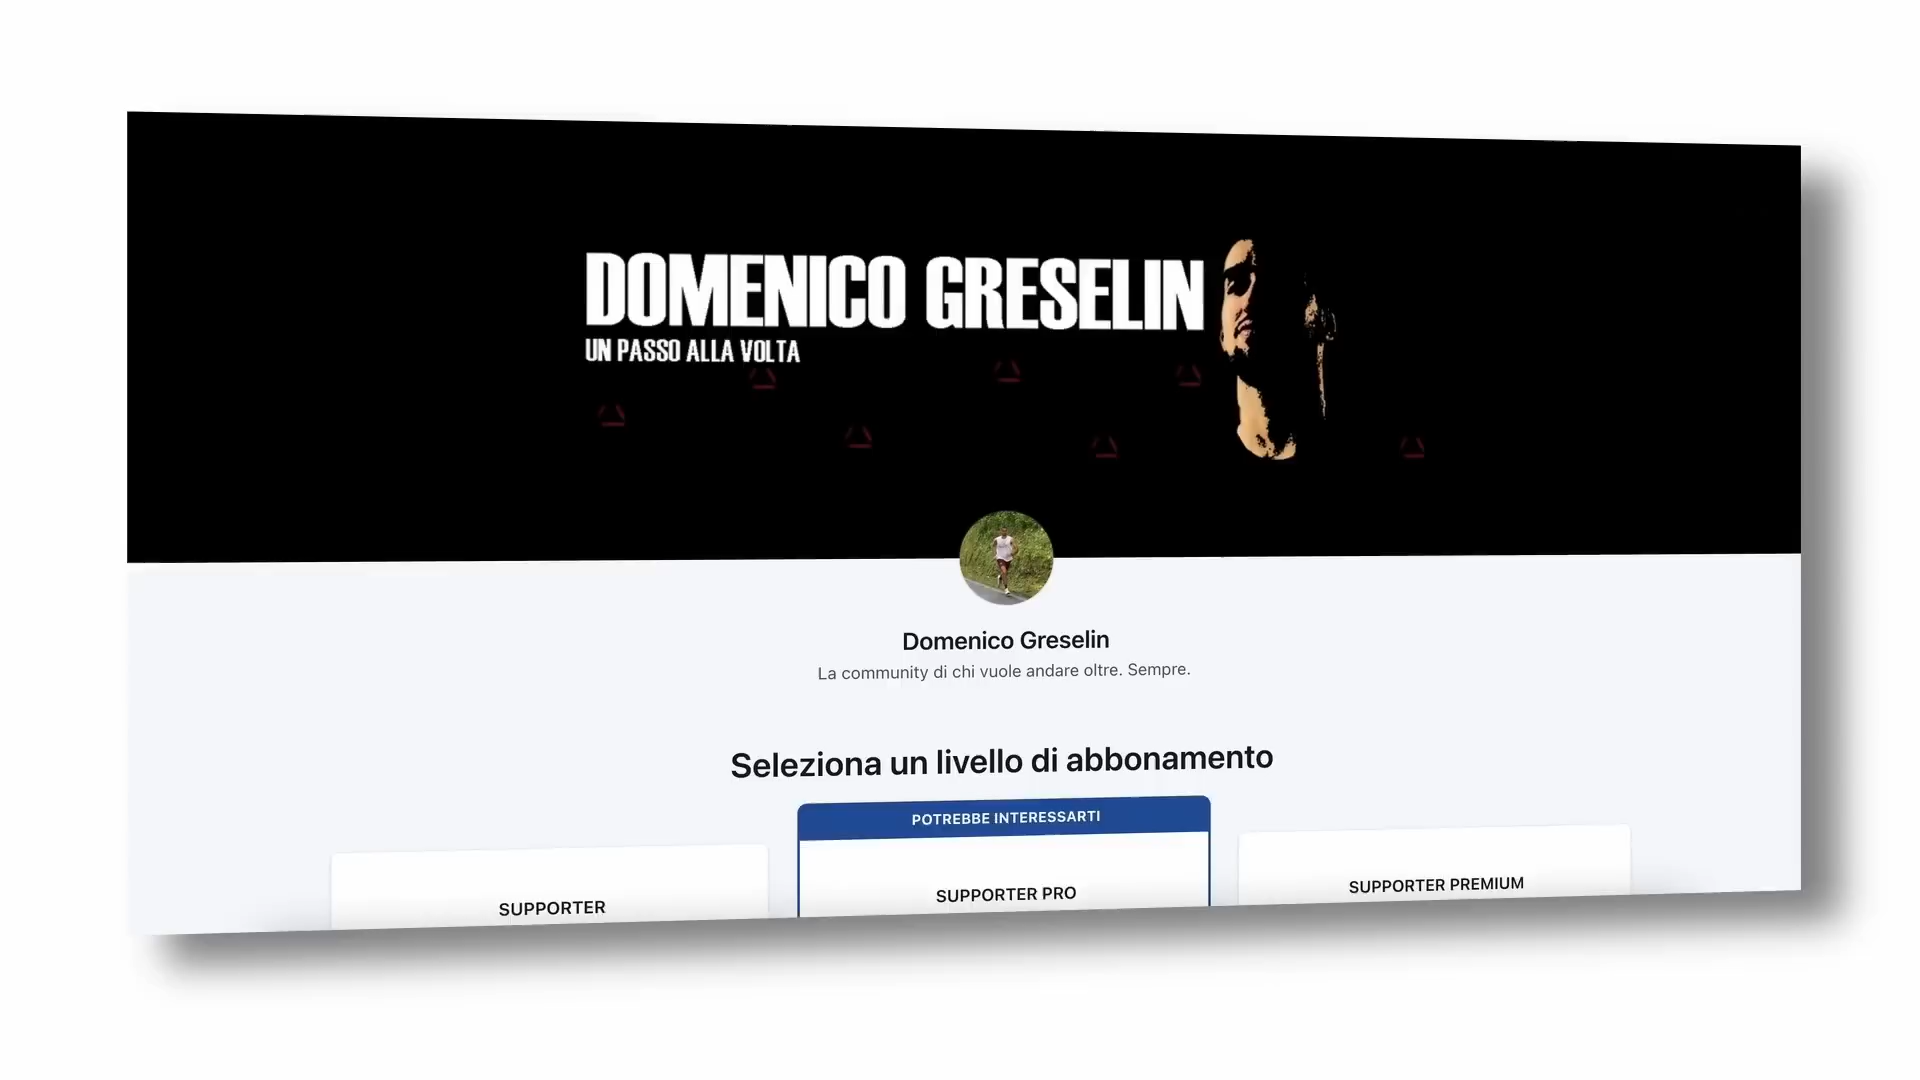 DOMENICO GRESELIN
UN PASSO ALLA VOLTA
Domenico Greselin
La community di chi vuole andare oltre. Sempre.
Seleziona un livello di abbonamento
POTREBBE INTERESSARTI
SUPPORTER
SUPPORTER PRO
SUPPORTER PREMIUM